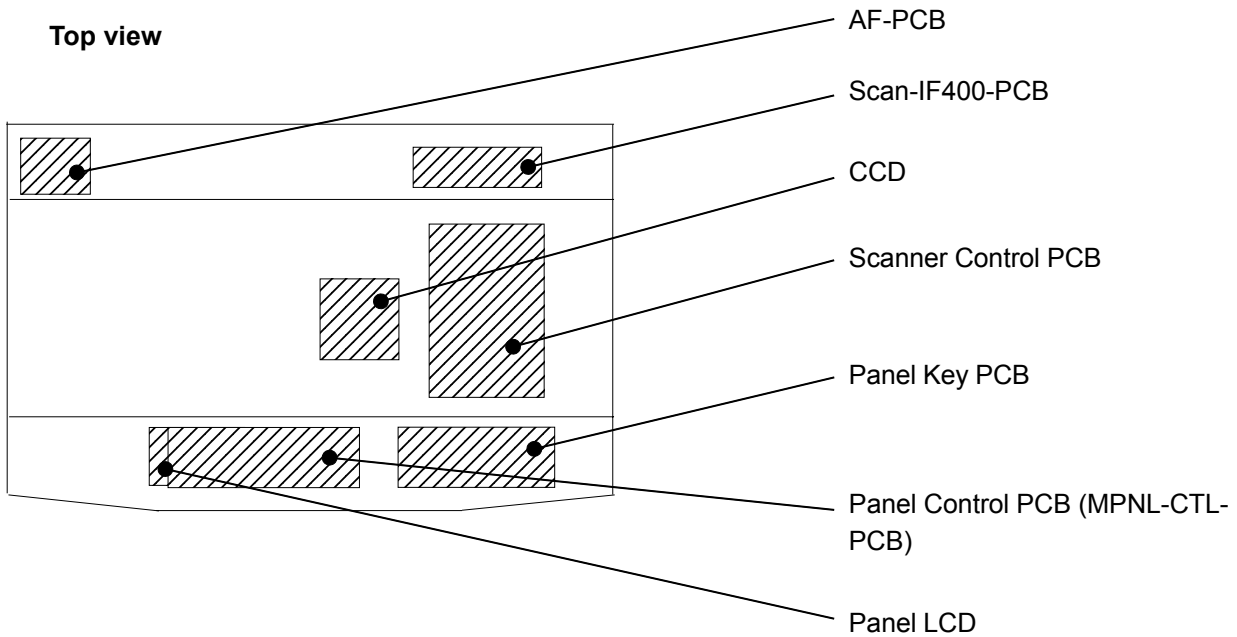 Top view
AF-PCB
Scan-IF400-PCB
CCD
Scanner Control PCB
Panel Key PCB
Panel Control PCB (MPNL-CTL-
PCB)
Panel LCD